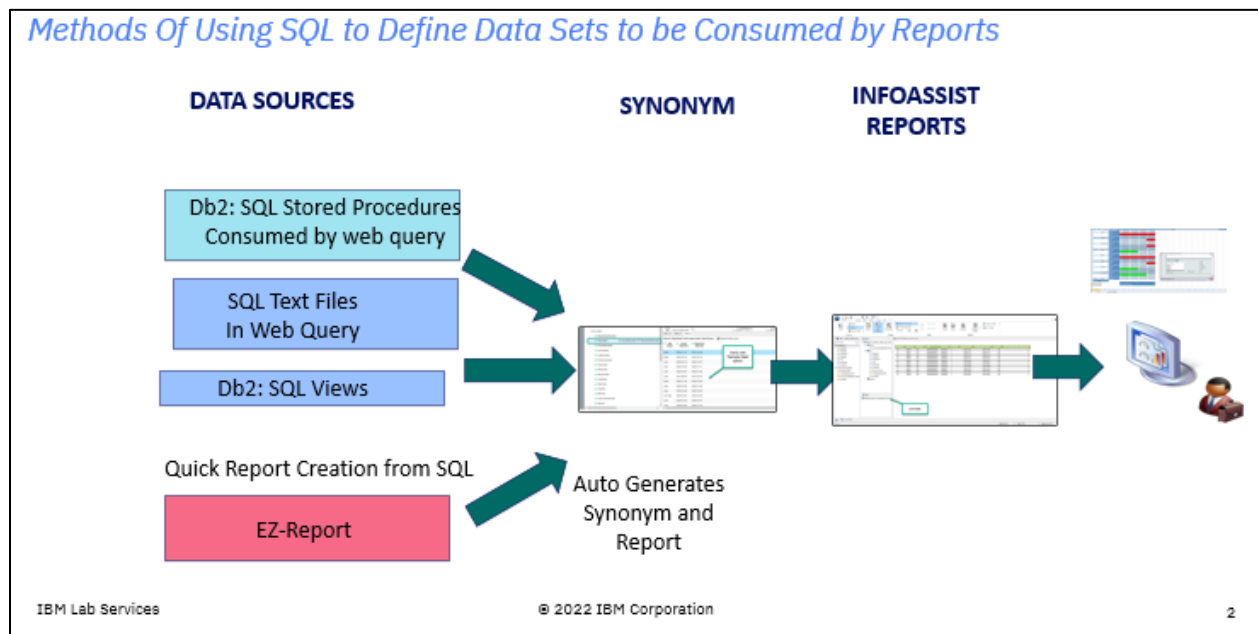 Methods Of Using SQL to Define Data Sets to be Consumed by Reports
DATA SOURCES
SYNONYM
INFOASSIST
REPORTS
Db2: SQL Stored Procedures
Consumed by web query
SQL Text Files
In Web Query
Db2: SQL Views
Quick Report Creation from SQL
EZ-Report
Auto Generates
Synonym and
Report
IBM Lab Services
© 2022 IBM Corporation
2